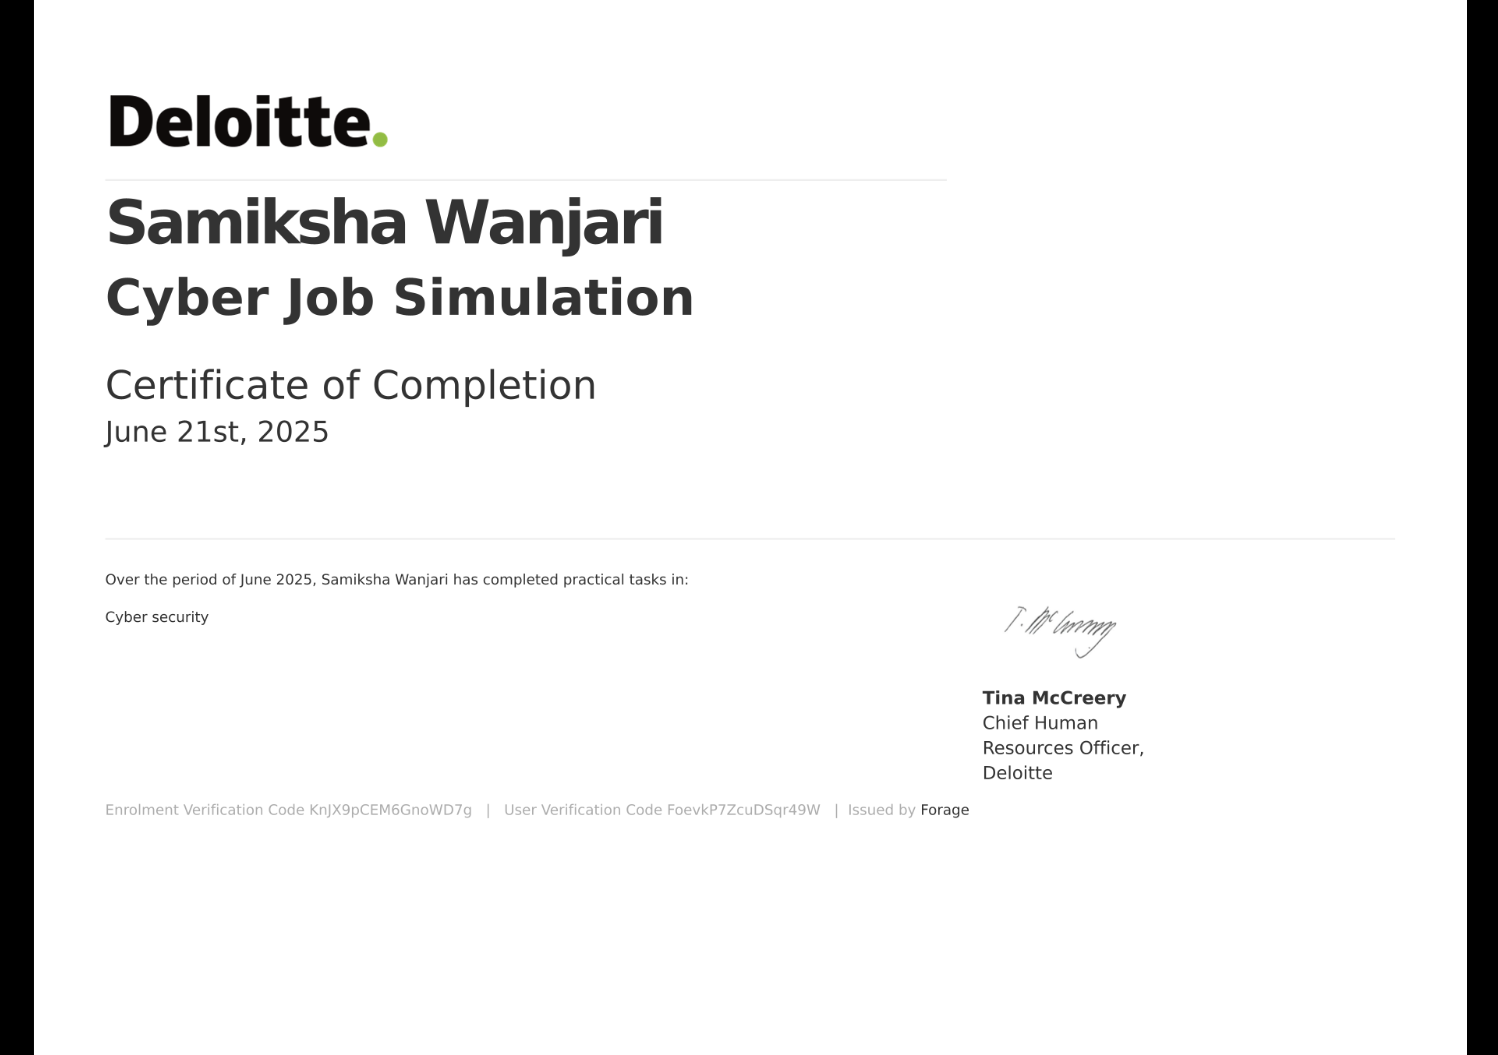 Deloitte.
Samiksha Wanjari
Cyber Job Simulation
Certificate of Completion
June 21st, 2025
Over the period of June 2025, Samiksha Wanjari has completed practical tasks in:
Cyber security
T. McCreery
Tina McCreery
Chief Human
Resources Officer,
Deloitte
Enrolment Verification Code KnJX9pCEM6GnoWD7g | User Verification Code FoevkP7ZcuDSqr49W | Issued by Forage